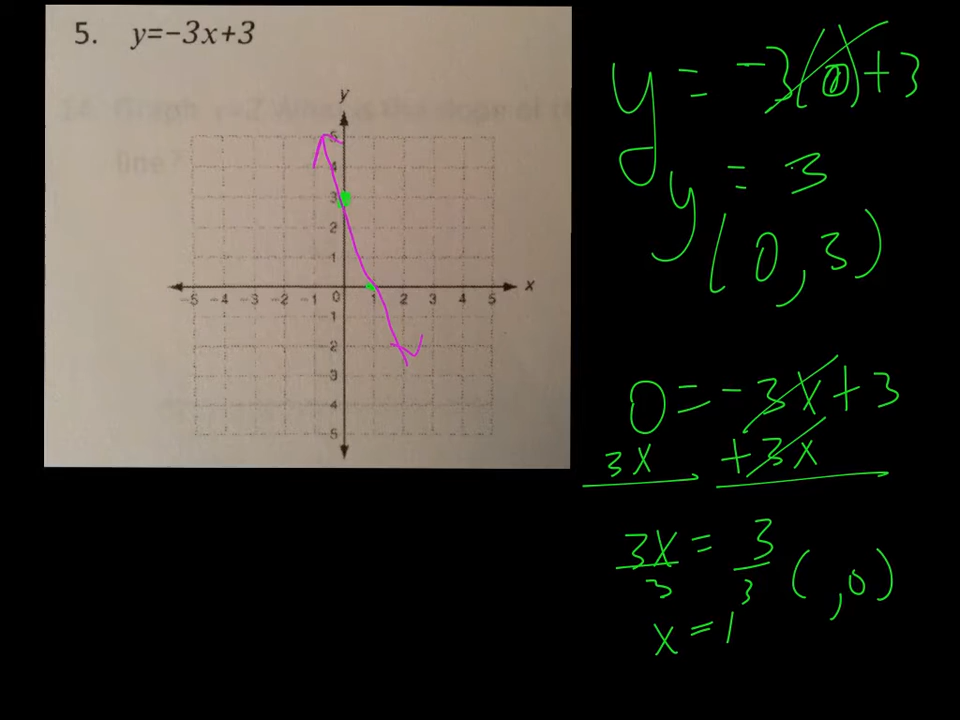 5. y=−3x+3
y
5
4
3
2
1
-5 -4 -3 -2 -1 0 1 2 3 4 5 x
1
2
3
4
5
y = -3(0)+3
y = 3
(0,3)
0 = -3x+3
3x +3x
3x = 3
3 3
( ,0)
x = 1